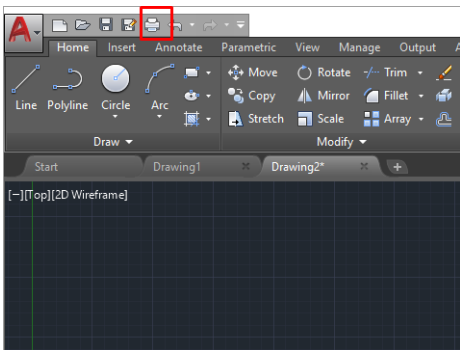 A
Home Insert Annotate Parametric View Manage Output A
Line Polyline Circle Arc
Move Rotate Trim
Copy Mirror Fillet
Stretch Scale Array
Draw Modify
Start Drawing1 Drawing2*
[−][Top][2D Wireframe]